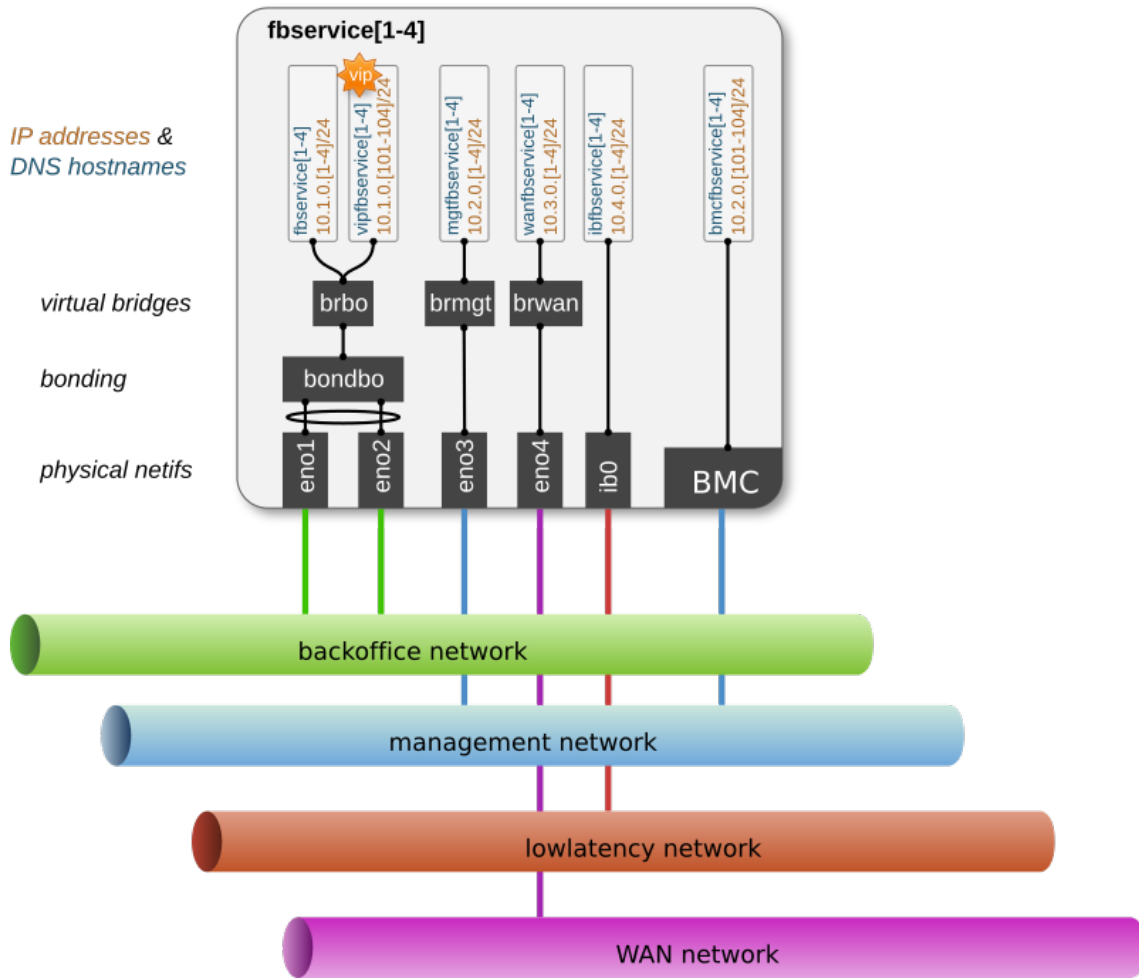 fbservice[1-4]
vip
IP addresses &
DNS hostnames
fbservice[1-4]
10.1.0.[1-4]/24
vipfbservice[1-4]
10.1.0.[101-104]/24
mgtfbservice[1-4]
10.2.0.[1-4]/24
wanfbservice[1-4]
10.3.0.[1-4]/24
ibfbservice[1-4]
10.4.0.[1-4]/24
bmcfbservice[1-4]
10.2.0.[101-104]/24
virtual bridges
brbo
brmgt
brwan
bonding
bondbo
physical netifs
eno1
eno2
eno3
eno4
ib0
BMC
backoffice network
management network
lowlatency network
WAN network